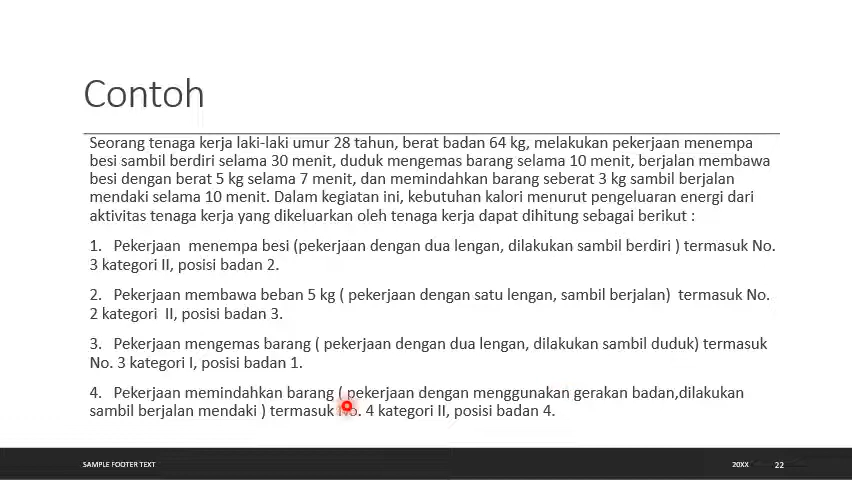 Contoh
Seorang tenaga kerja laki-laki umur 28 tahun, berat badan 64 kg, melakukan pekerjaan menempa
besi sambil berdiri selama 30 menit, duduk mengemas barang selama 10 menit, berjalan membawa
besi dengan berat 5 kg selama 7 menit, dan memindahkan barang seberat 3 kg sambil berjalan
mendaki selama 10 menit. Dalam kegiatan ini, kebutuhan kalori menurut pengeluaran energi dari
aktivitas tenaga kerja yang dikeluarkan oleh tenaga kerja dapat dihitung sebagai berikut :
1. Pekerjaan menempa besi (pekerjaan dengan dua lengan, dilakukan sambil berdiri ) termasuk No.
3 kategori II, posisi badan 2.
2. Pekerjaan membawa beban 5 kg ( pekerjaan dengan satu lengan, sambil berjalan) termasuk No.
2 kategori II, posisi badan 3.
3. Pekerjaan mengemas barang ( pekerjaan dengan dua lengan, dilakukan sambil duduk) termasuk
No. 3 kategori I, posisi badan 1.
4. Pekerjaan memindahkan barang ( pekerjaan dengan menggunakan gerakan badan,dilakukan
sambil berjalan mendaki ) termasuk No. 4 kategori II, posisi badan 4.
SAMPLE FOOTER TEXT
20XX
22